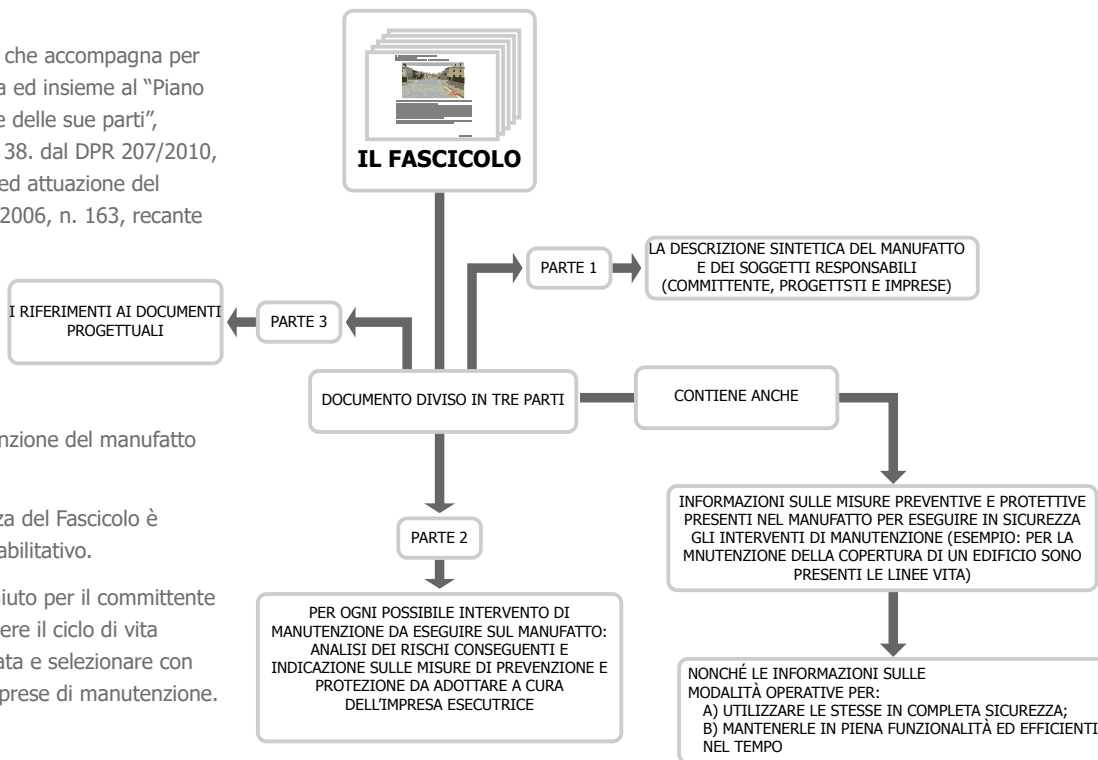 che accompagna per
a ed insieme al “Piano
e delle sue parti”,
38. dal DPR 207/2010,
ed attuazione del
2006, n. 163, recante
nzione del manufatto
za del Fascicolo è
abilitativo.
iuto per il committente
ere il ciclo di vita
ata e selezionare con
prese di manutenzione.
IL FASCICOLO
PARTE 1
LA DESCRIZIONE SINTETICA DEL MANUFATTO
E DEI SOGGETTI RESPONSABILI
(COMMITTENTE, PROGETTSTI E IMPRESE)
I RIFERIMENTI AI DOCUMENTI
PROGETTUALI
PARTE 3
DOCUMENTO DIVISO IN TRE PARTI
CONTIENE ANCHE
PARTE 2
PER OGNI POSSIBILE INTERVENTO DI
MANUTENZIONE DA ESEGUIRE SUL MANUFATTO:
ANALISI DEI RISCHI CONSEGUENTI E
INDICAZIONE SULLE MISURE DI PREVENZIONE E
PROTEZIONE DA ADOTTARE A CURA
DELL’IMPRESA ESECUTRICE
INFORMAZIONI SULLE MISURE PREVENTIVE E PROTETTIVE
PRESENTI NEL MANUFATTO PER ESEGUIRE IN SICUREZZA
GLI INTERVENTI DI MANUTENZIONE (ESEMPIO: PER LA
MNUTENZIONE DELLA COPERTURA DI UN EDIFICIO SONO
PRESENTI LE LINEE VITA)
NONCHÉ LE INFORMAZIONI SULLE
MODALITÀ OPERATIVE PER:
A) UTILIZZARE LE STESSE IN COMPLETA SICUREZZA;
B) MANTENERLE IN PIENA FUNZIONALITÀ ED EFFICIENTI
NEL TEMPO